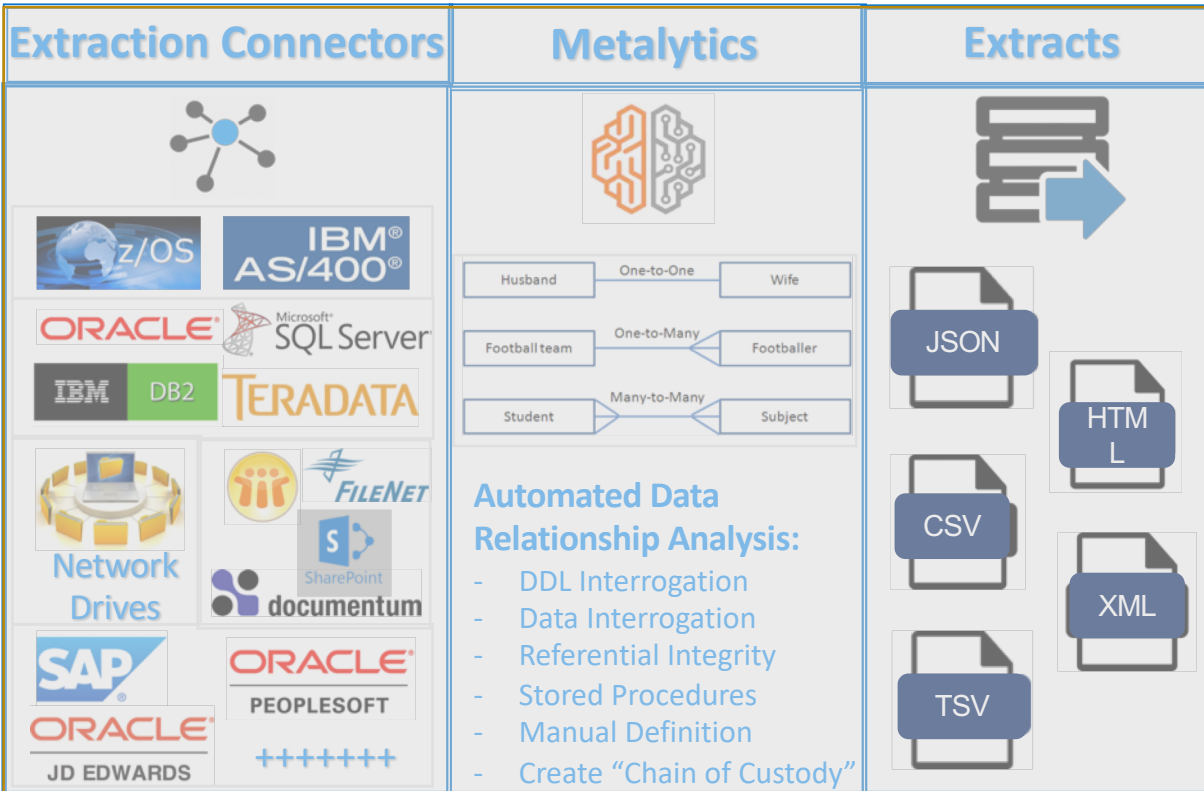 Extraction Connectors
Metalytics
Extracts
z/OS
IBM®
AS/400®
ORACLE®
Microsoft®
SQL Server
IBM DB2
TERADATA
FILENET
S
SharePoint
documentum
Network
Drives
SAP®
ORACLE®
PEOPLESOFT
ORACLE®
JD EDWARDS
+++++++
Husband One-to-One Wife
Football team One-to-Many Footballer
Student Many-to-Many Subject
Automated Data
Relationship Analysis:
- DDL Interrogation
- Data Interrogation
- Referential Integrity
- Stored Procedures
- Manual Definition
- Create “Chain of Custody”
JSON
HTM
L
CSV
XML
TSV